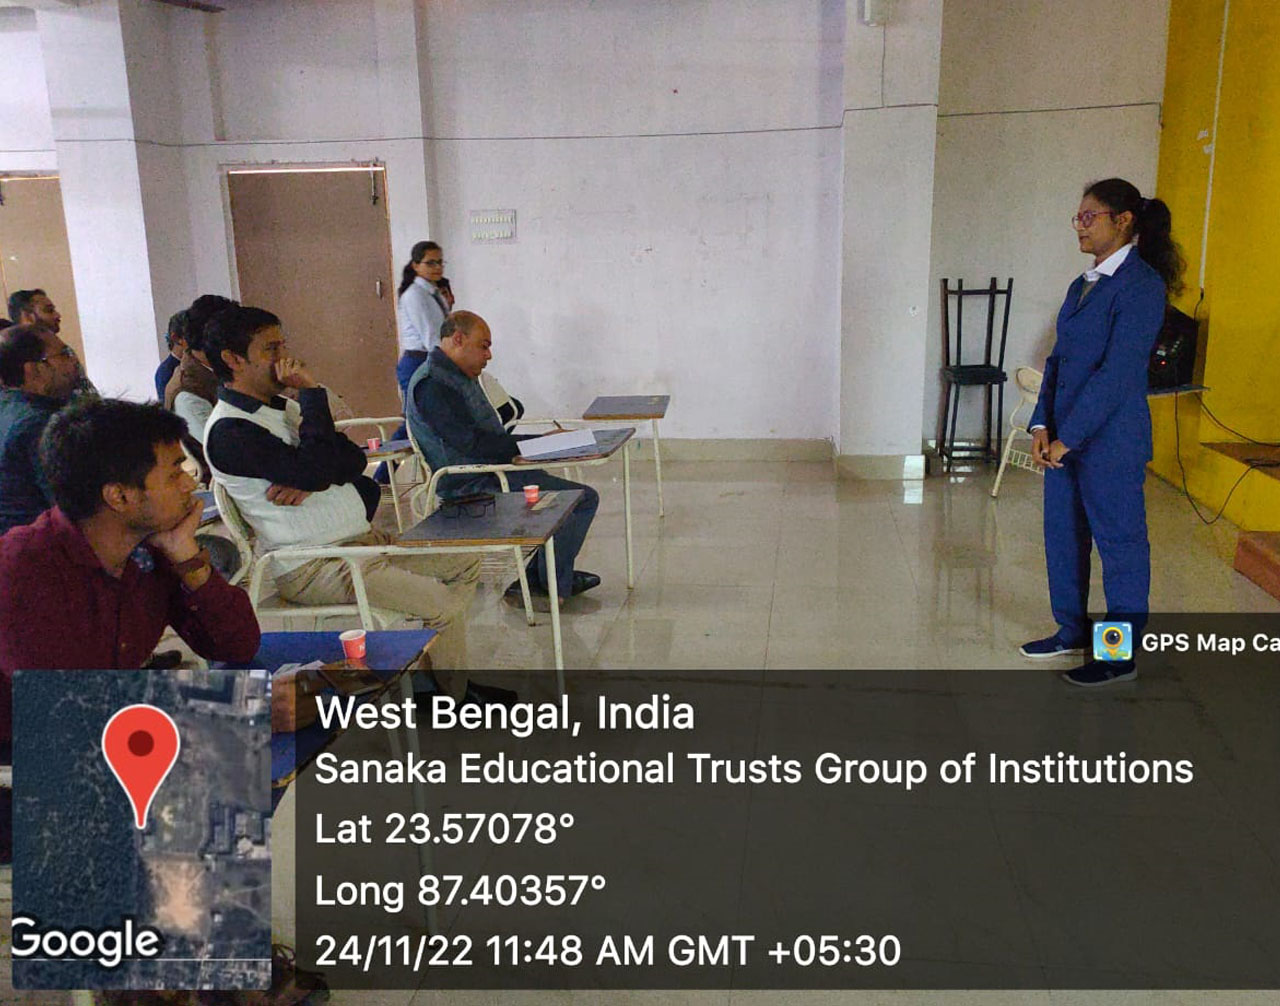 GPS Map Ca
West Bengal, India
Sanaka Educational Trusts Group of Institutions
Lat 23.57078°
Long 87.40357°
24/11/22 11:48 AM GMT +05:30
Google